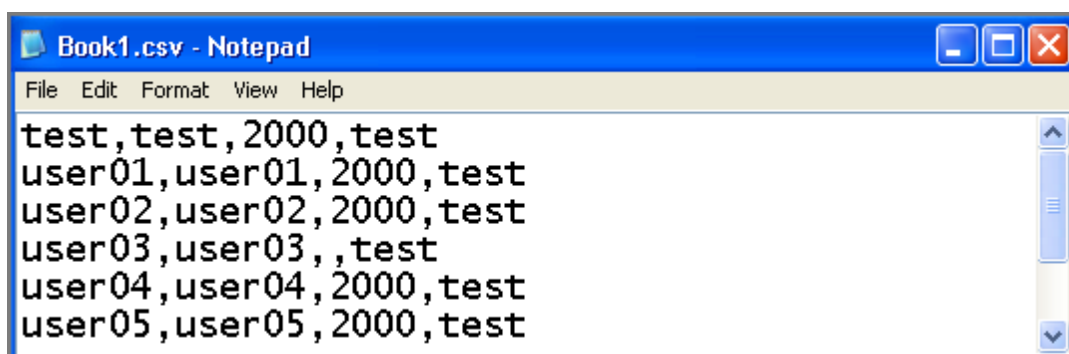 Book1.csv - Notepad
File Edit Format View Help
test,test,2000,test
user01,user01,2000,test
user02,user02,2000,test
user03,user03,,test
user04,user04,2000,test
user05,user05,2000,test